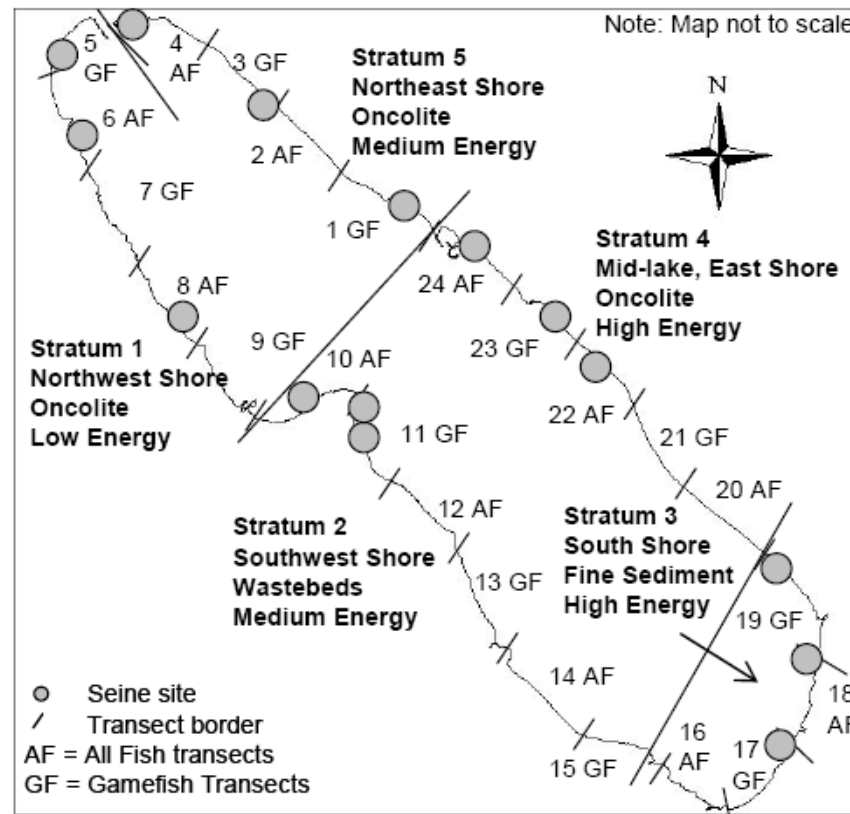 Note: Map not to scale
N
5
GF
4
AF
3 GF
Stratum 5
Northeast Shore
Oncolite
Medium Energy
6 AF
2 AF
7 GF
1 GF
24 AF
Stratum 4
Mid-lake, East Shore
Oncolite
High Energy
8 AF
9 GF
23 GF
Stratum 1
Northwest Shore
Oncolite
Low Energy
10 AF
22 AF
11 GF
21 GF
12 AF
20 AF
Stratum 2
Southwest Shore
Wastebeds
Medium Energy
Stratum 3
South Shore
Fine Sediment
High Energy
13 GF
19 GF
14 AF
18
AF
15 GF
16
AF
17
GF
Seine site
Transect border
AF = All Fish transects
GF = Gamefish Transects